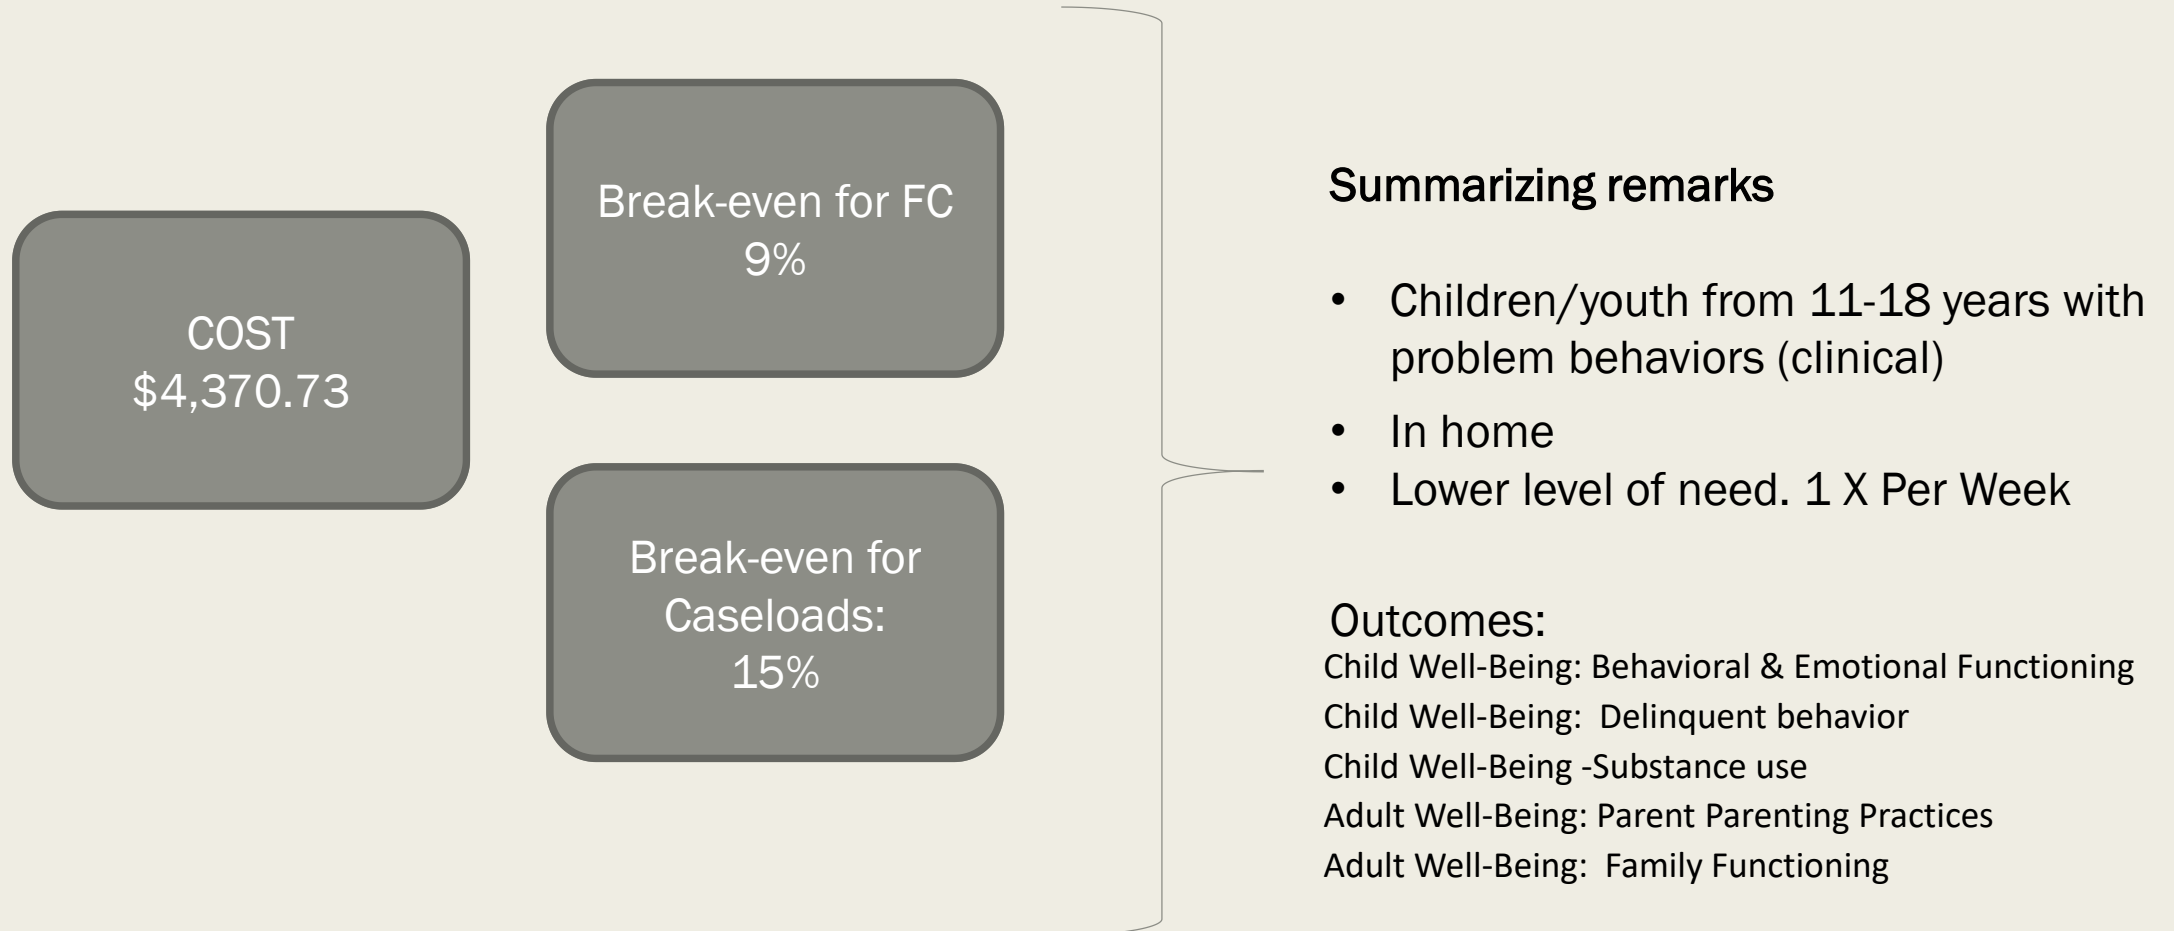 COST
$4,370.73
Break-even for FC
9%
Break-even for
Caseloads:
15%
Summarizing remarks
• Children/youth from 11-18 years with
problem behaviors (clinical)
• In home
• Lower level of need. 1 X Per Week
Outcomes:
Child Well-Being: Behavioral & Emotional Functioning
Child Well-Being:  Delinquent behavior
Child Well-Being -Substance use
Adult Well-Being: Parent Parenting Practices
Adult Well-Being:  Family Functioning